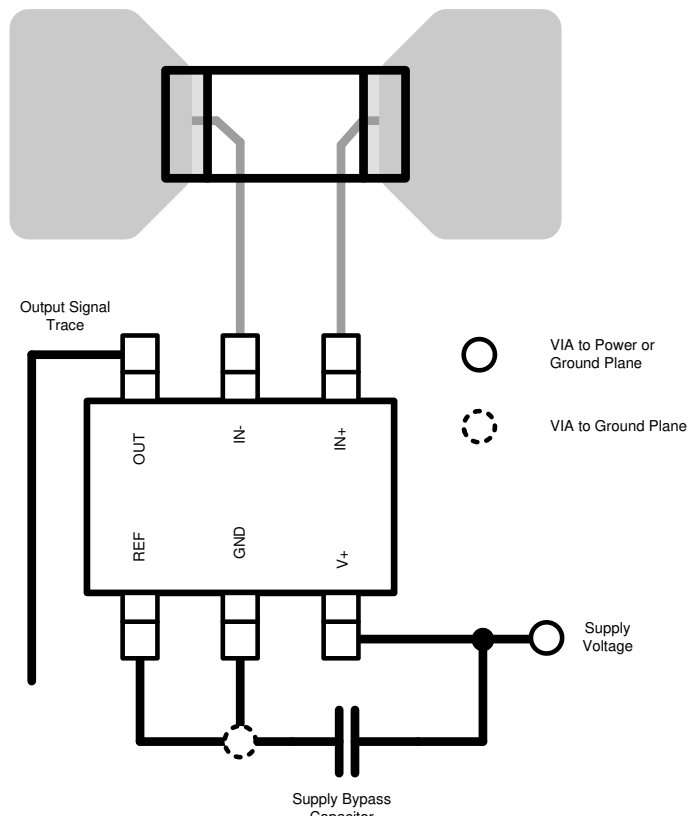 Output Signal
Trace
VIA to Power or
Ground Plane
VIA to Ground Plane
OUT
IN-
IN+
REF
GND
V+
Supply
Voltage
Supply Bypass
Capacitor